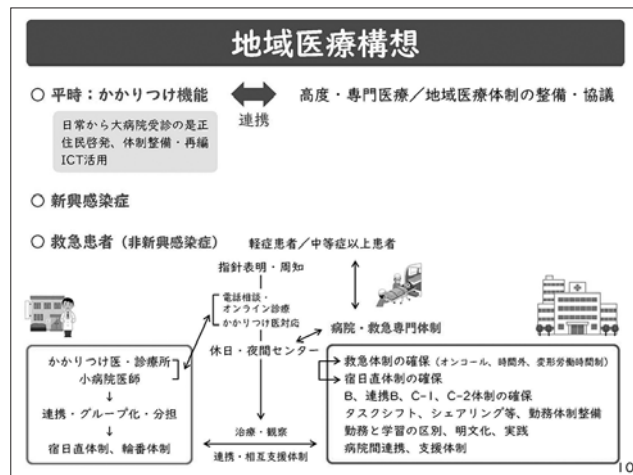 地域医療構想
○ 平時：かかりつけ機能
連携
高度・専門医療／地域医療体制の整備・協議
日常から大病院受診の是正
住民啓発、体制整備・再編
ICT活用
○ 新興感染症
○ 救急患者（非新興感染症）
軽症患者／中等症以上患者
指針表明・周知
電話相談・
オンライン診療
かかりつけ医対応
休日・夜間センター
病院・救急専門体制
かかりつけ医・診療所
小病院医師
↓
連携・グループ化・分担
↓
宿日直体制、輪番体制
治療・観察
連携・相互支援体制
救急体制の確保（オンコール、時間外、変形労働時間制）
宿日直体制の確保
B、連携B、C-1、C-2体制の確保
タスクシフト、シェアリング等、勤務体制整備
勤務と学習の区別、明文化、実践
病院間連携、支援体制
10